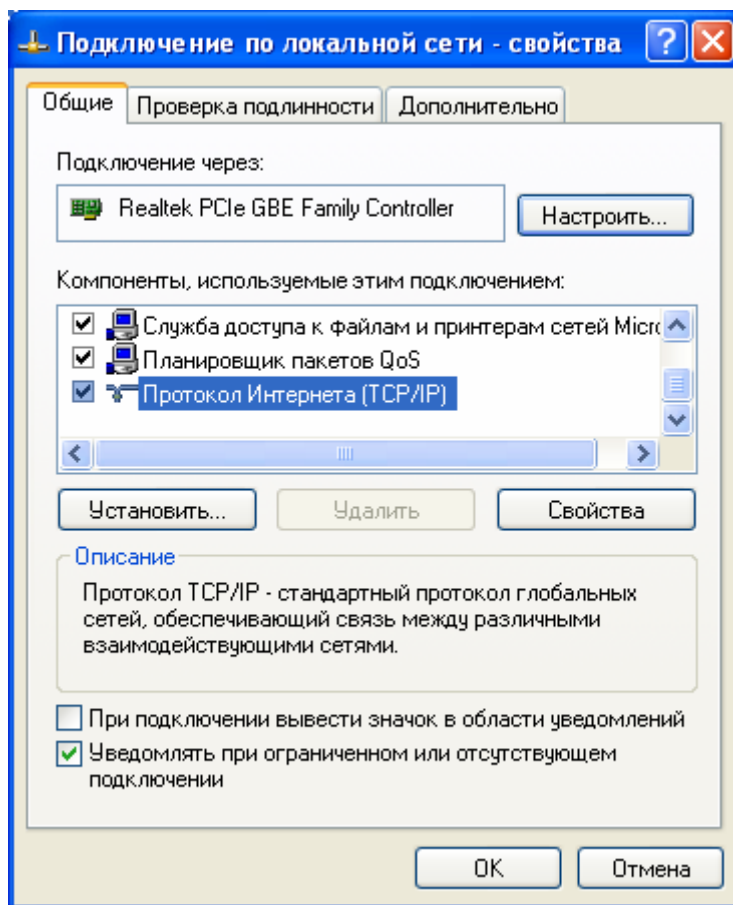 Подключение по локальной сети - свойства
Общие Проверка подлинности Дополнительно
Подключение через:
Realtek PCIe GBE Family Controller Настроить...
Компоненты, используемые этим подключением:
Служба доступа к файлам и принтерам сетей Micro
Планировщик пакетов QoS
Протокол Интернета (TCP/IP)
Установить... Удалить Свойства
Описание
Протокол TCP/IP - стандартный протокол глобальных
сетей, обеспечивающий связь между различными
взаимодействующими сетями.
При подключении вывести значок в области уведомлений
Уведомлять при ограниченном или отсутствующем
подключении
OK Отмена